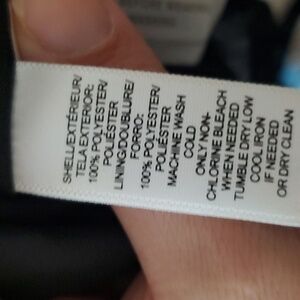 SHELL/EXTÉRIEUR/
TELA EXTERIOR:
100% POLYESTER/
POLIÉSTER
LINING/DOUBLURE/
FORRO:
100% POLYESTER/
POLIÉSTER
MACHINE WASH
COLD
ONLY NON-
CHLORINE BLEACH
WHEN NEEDED
TUMBLE DRY LOW
COOL IRON
IF NEEDED
OR DRY CLEAN